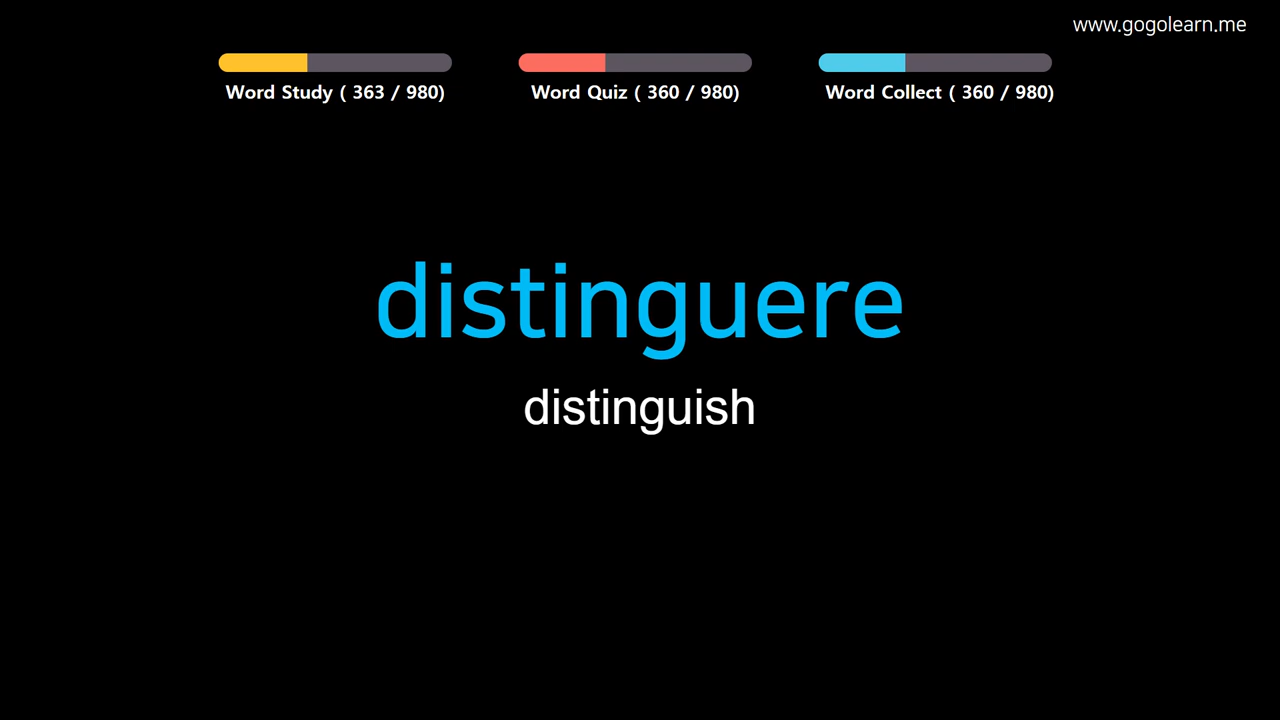 www.gogolearn.me
Word Study ( 363 / 980)
Word Quiz ( 360 / 980)
Word Collect ( 360 / 980)
distinguere
distinguish